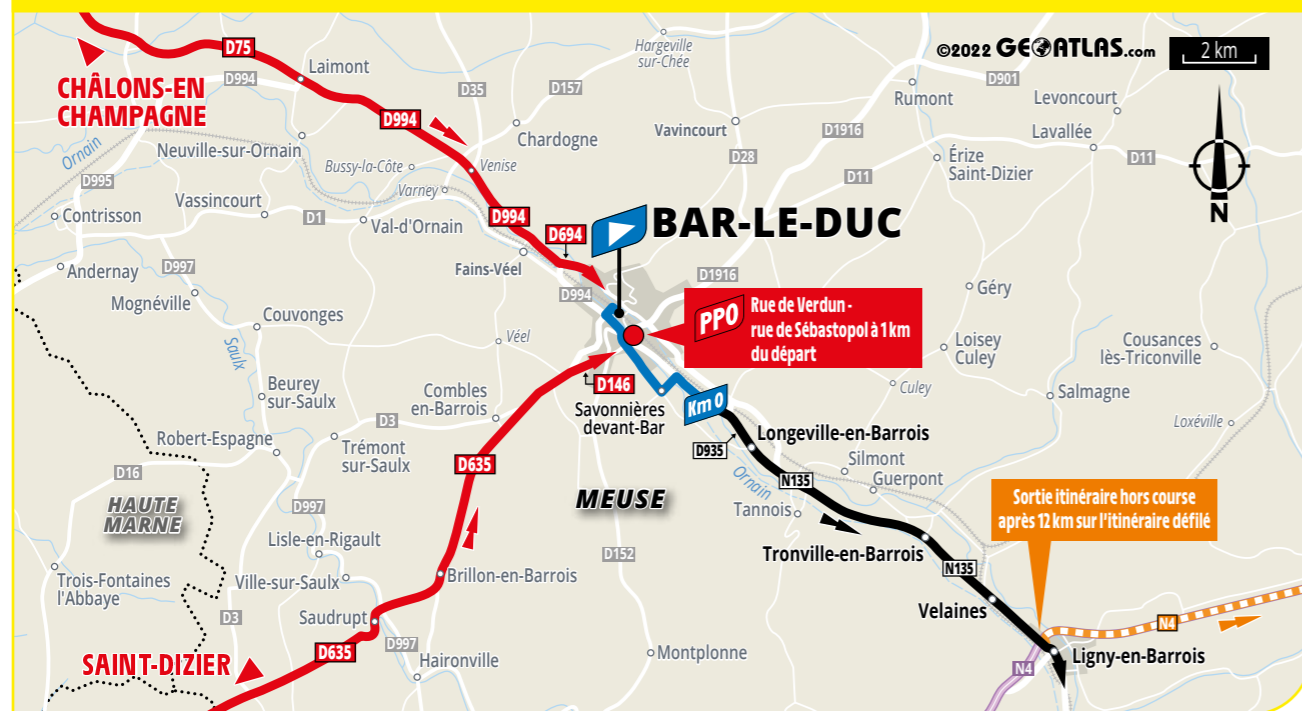 ©2022 GEOATLAS.com
2 km
N
D75
D994
Laimont
Hargeville
sur-Chée
D901
CHÂLONS-EN
CHAMPAGNE
D35
D157
Rumont
Levoncourt
D994
Chardogne
Vavincourt
D1916
Lavallée
Ornain
Neuville-sur-Ornain
D28
D11
Érize
Saint-Dizier
D11
Bussy-la-Côte
Venise
D995
Varney
Vassincourt
Contrisson
D1
Val-d'Ornain
D994
D694
BAR-LE-DUC
Andernay
D997
Fains-Véel
D994
D1916
Mognéville
Géry
Couvonges
PPO
Rue de Verdun -
rue de Sébastopol à 1 km
du départ
Véel
Loisey
Culey
Cousances
lès-Triconville
Saulx
Beurey
sur-Saulx
Combles
en-Barrois
D146
Culey
Salmagne
Savonnières
devant-Bar
Km 0
D3
Loxéville
Robert-Espagne
Trémont
sur-Saulx
D935
Longeville-en-Barrois
D16
D635
Silmont
Ornain
N135
Guerpont
HAUTE
MARNE
MEUSE
Tannois
D997
Sortie itinéraire hors course
après 12 km sur l'itinéraire défilé
Lisle-en-Rigault
D152
Tronville-en-Barrois
Trois-Fontaines
l'Abbaye
Ville-sur-Saulx
Brillon-en-Barrois
N135
D3
Saudrupt
Velaines
N4
D997
D635
SAINT-DIZIER
Haironville
Montplonne
N4
Ligny-en-Barrois